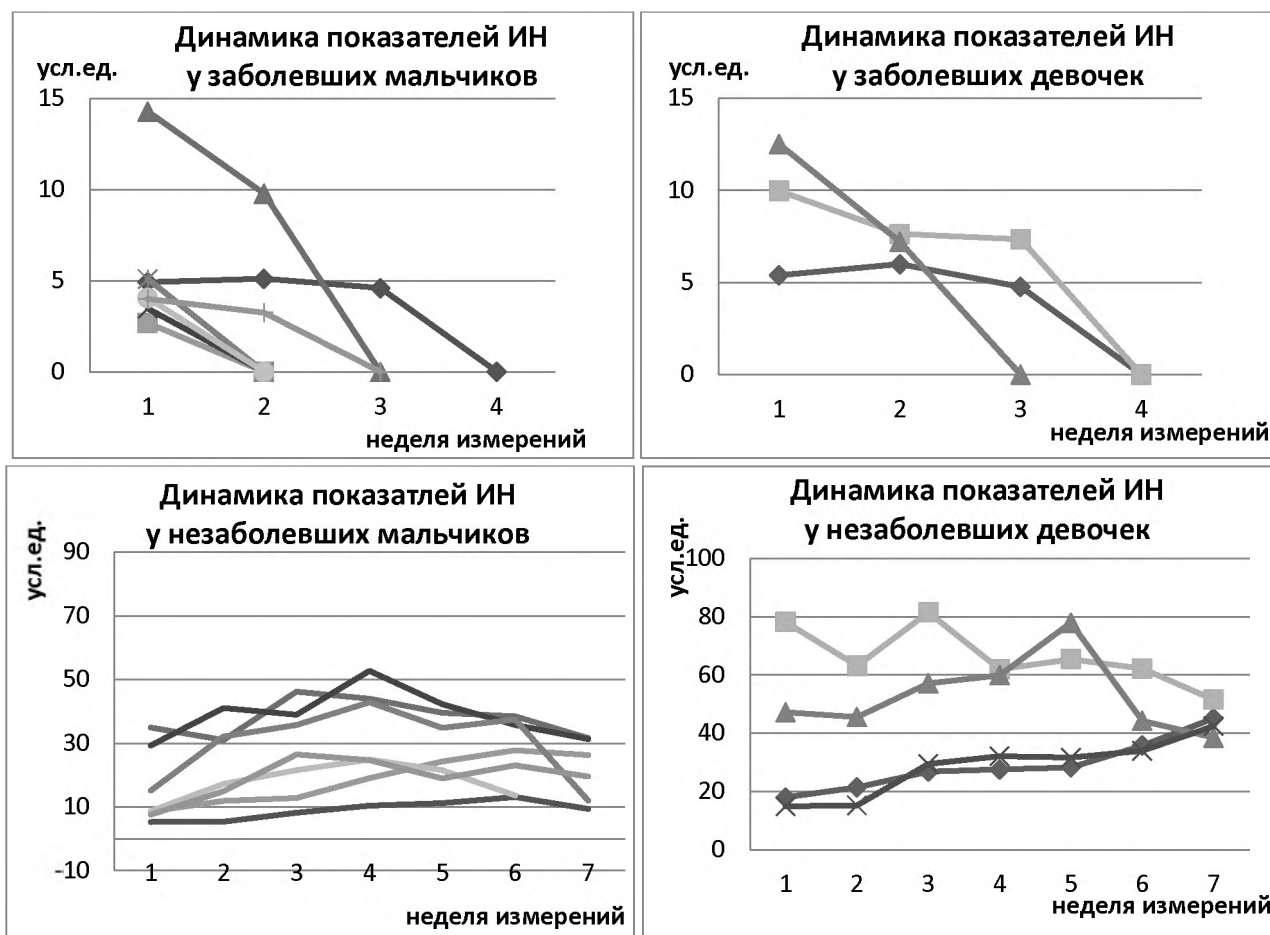 Динамика показателей ИН
у заболевших мальчиков
усл.ед.
15
10
5
0
1 2 3 4
неделя измерений
Динамика показателей ИН
у заболевших девочек
усл.ед.
15
10
5
0
1 2 3 4
неделя измерений
Динамика показатлей ИН
у незаболевших мальчиков
усл.ед.
90
70
50
30
10
-10
1 2 3 4 5 6 7
неделя измерений
Динамика показателей ИН
у незаболевших девочек
усл.ед.
100
80
60
40
20
0
1 2 3 4 5 6 7
неделя измерений